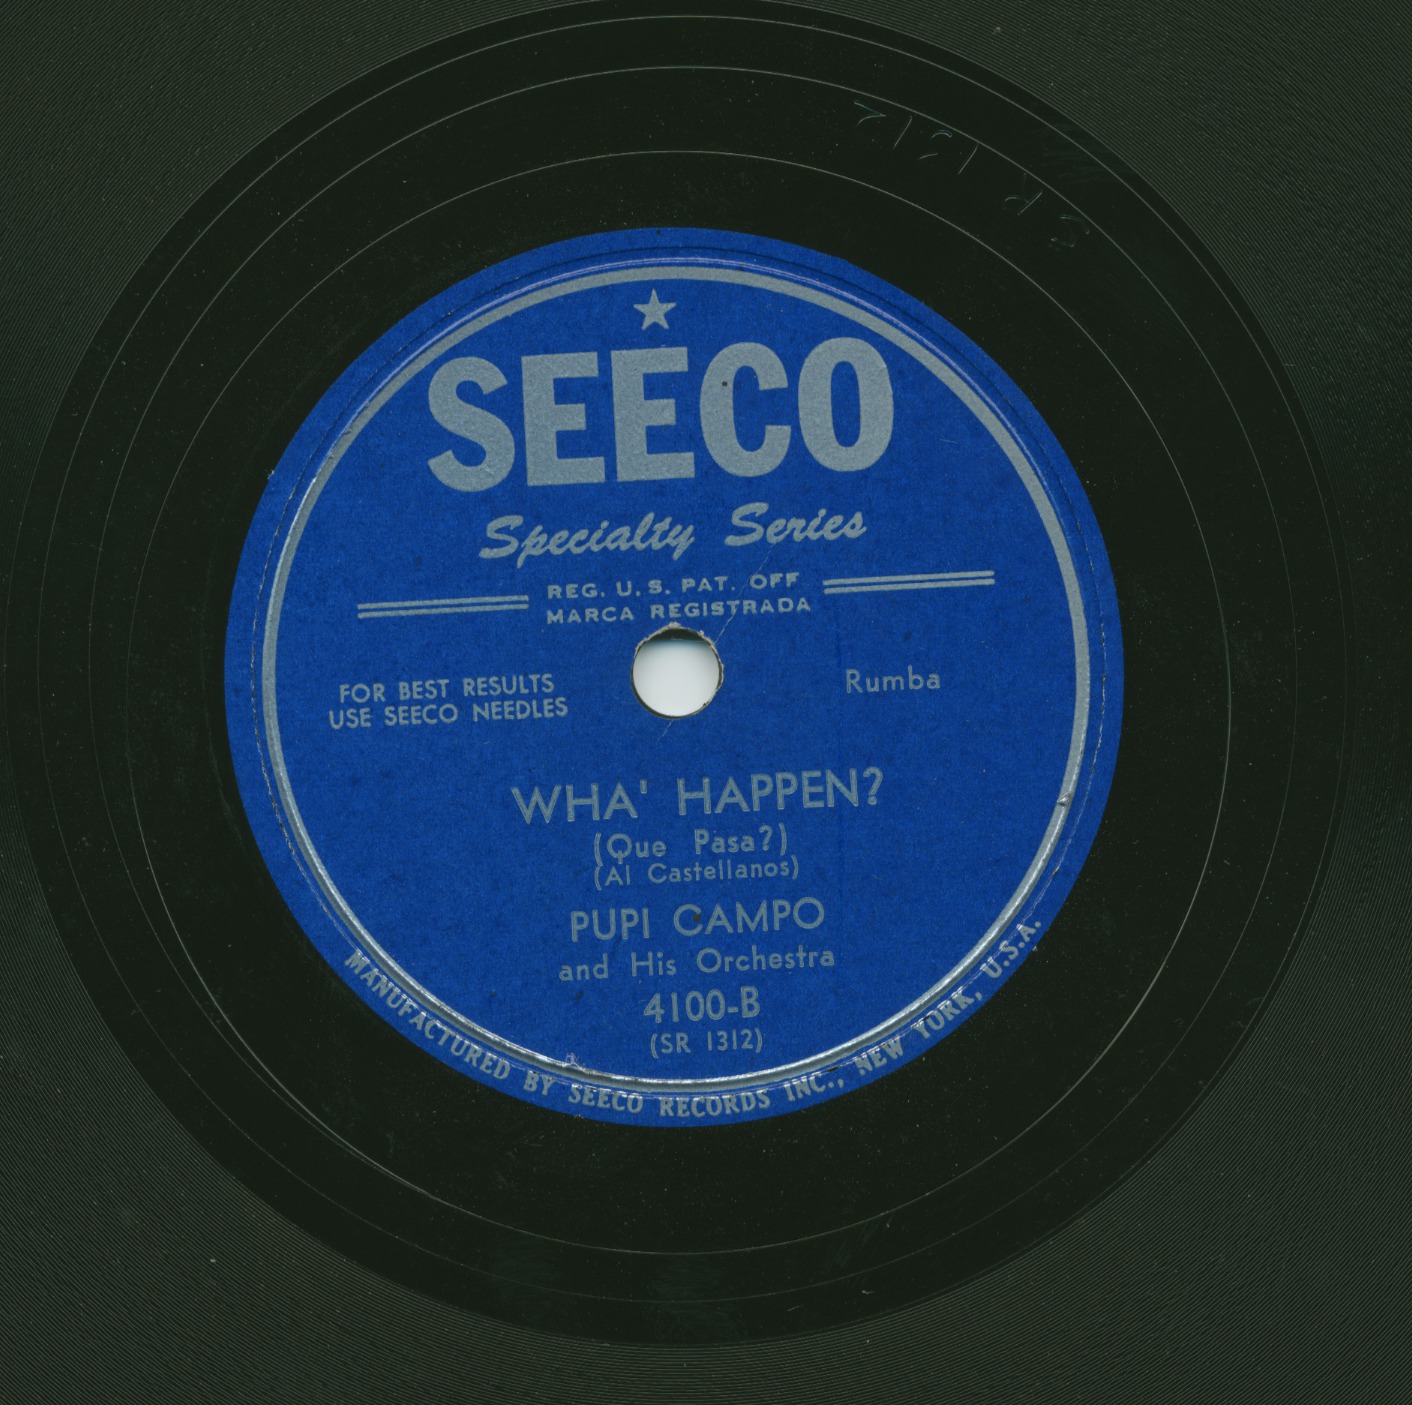 SEECO
Specialty Series
REG. U.S. PAT. OFF
MARCA REGISTRADA
FOR BEST RESULTS
USE SEECO NEEDLES
Rumba
WHA' HAPPEN?
(Que Pasa?)
(Al Castellanos)
PUPI CAMPO
and His Orchestra
4100-B
(SR 1312)
MANUFACTURED BY SEECO RECORDS INC., NEW YORK, U.S.A.